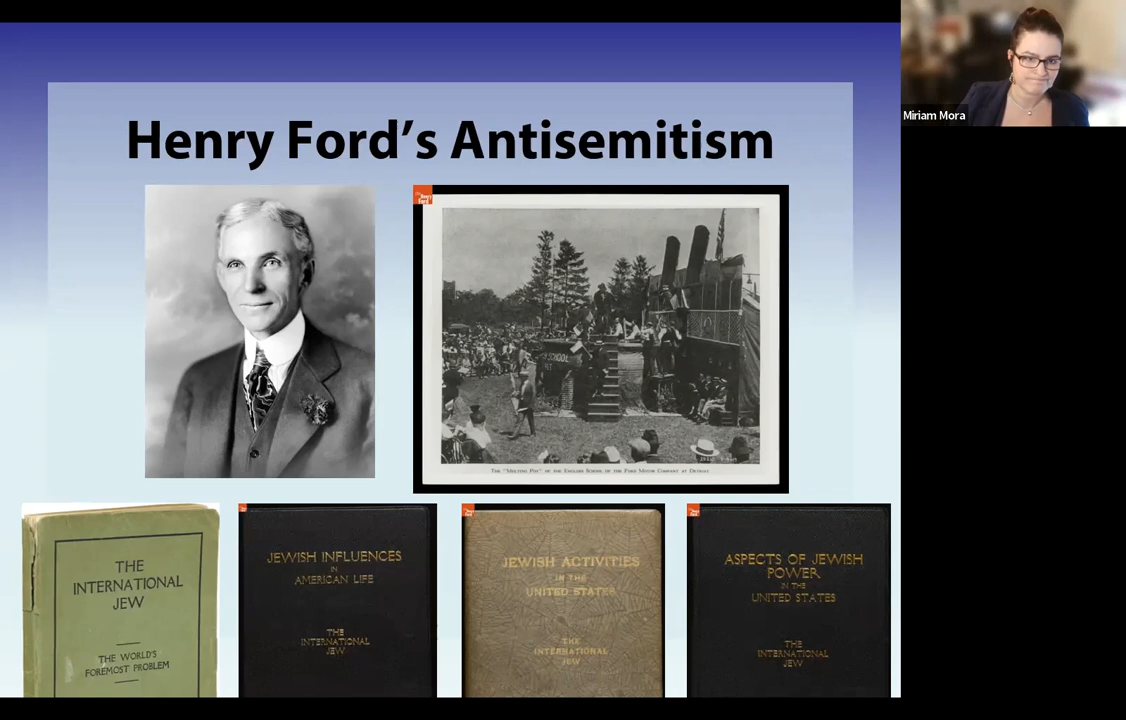 Miriam Mora
Henry Ford's Antisemitism
The "Melting Pot" of the English School of the Ford Motor Company at Detroit
SCHOOL
THE
INTERNATIONAL
JEW
THE WORLD'S
FOREMOST PROBLEM
JEWISH INFLUENCES
IN
AMERICAN LIFE
THE
INTERNATIONAL
JEW
JEWISH ACTIVITIES
IN THE
UNITED STATES
THE
INTERNATIONAL
JEW
ASPECTS OF JEWISH
POWER
IN THE
UNITED STATES
THE
INTERNATIONAL
JEW